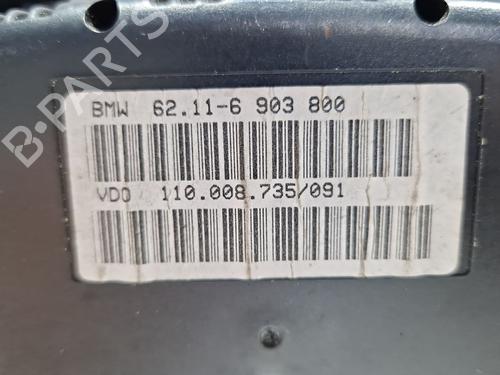 B-PARTS
BMW 62.11-6 903 800
VDO 110.008.735/091